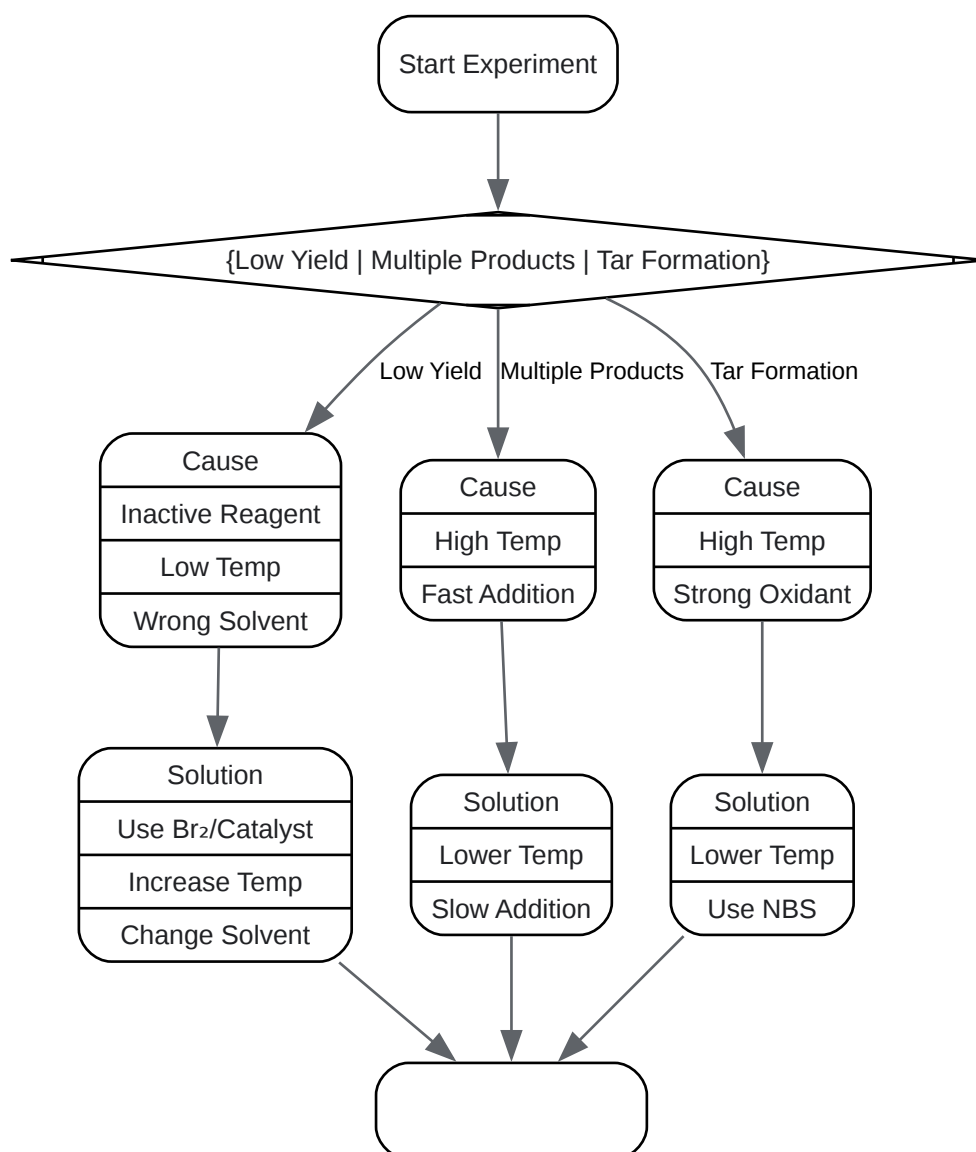 Start Experiment
{Low Yield | Multiple Products | Tar Formation}
Low Yield
Multiple Products
Tar Formation
Cause
Inactive Reagent
Low Temp
Wrong Solvent
Cause
High Temp
Fast Addition
Cause
High Temp
Strong Oxidant
Solution
Use Br₂/Catalyst
Increase Temp
Change Solvent
Solution
Lower Temp
Slow Addition
Solution
Lower Temp
Use NBS